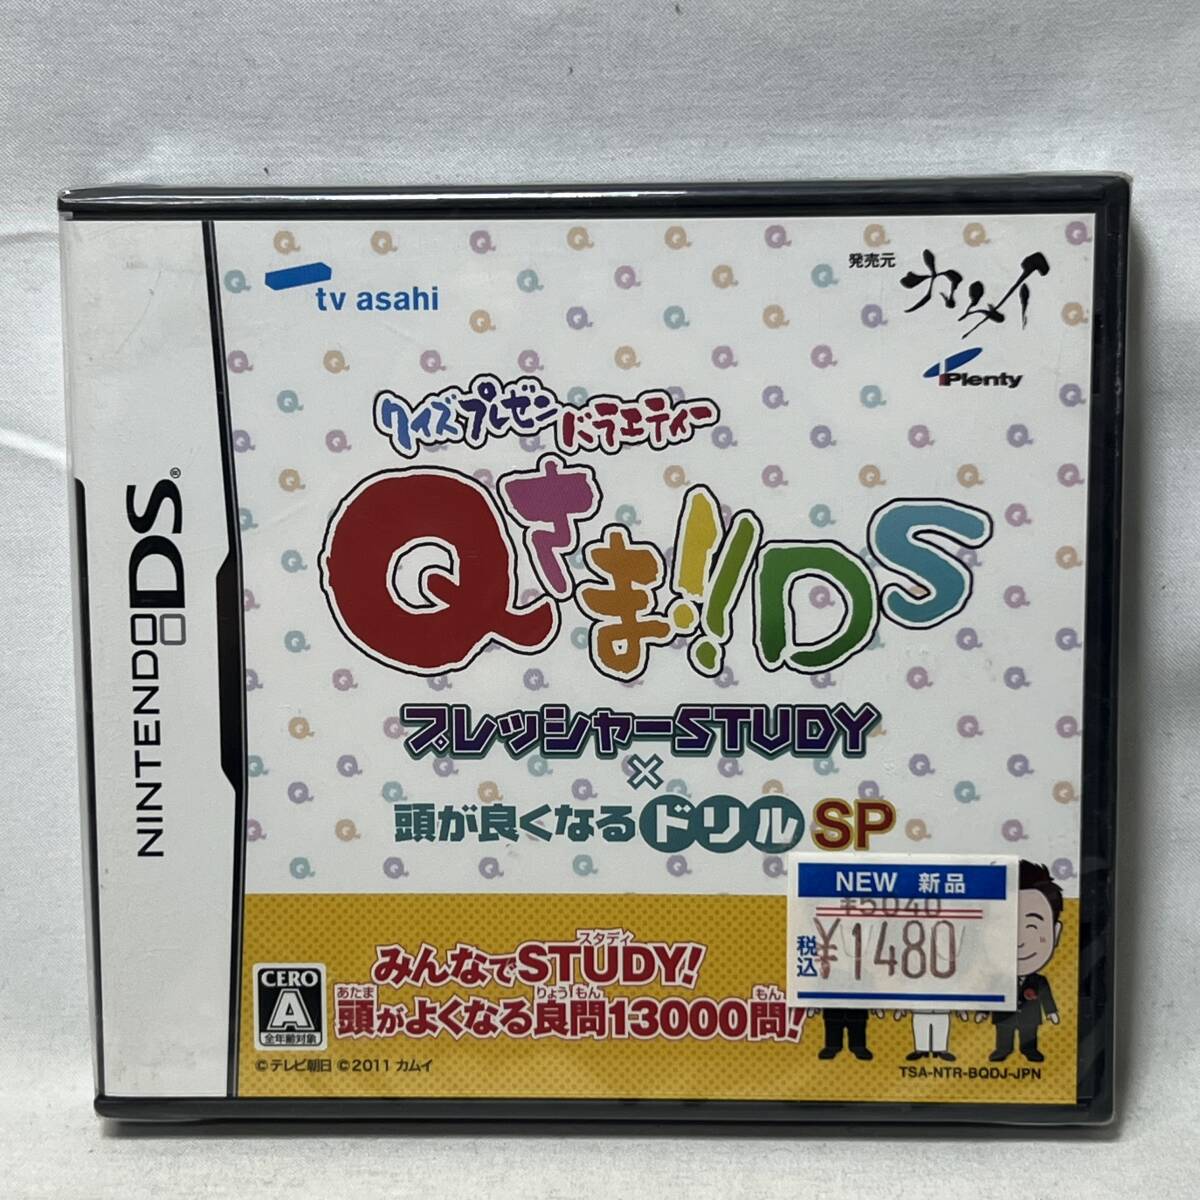 tv asahi
発売元
カムイ
Plenty
クイズプレゼンバラエティー
Qさま!!DS
プレッシャーSTUDY
×
頭が良くなるドリルSP
NINTENDO DS®
NEW 新品
¥5040
税込 ¥1480
スタディ
みんなでSTUDY!
あたま りょう もん もん
頭がよくなる良問13000問!
CERO
A
全年齢対象
©テレビ朝日 ©2011 カムイ
TSA-NTR-BQDJ-JPN